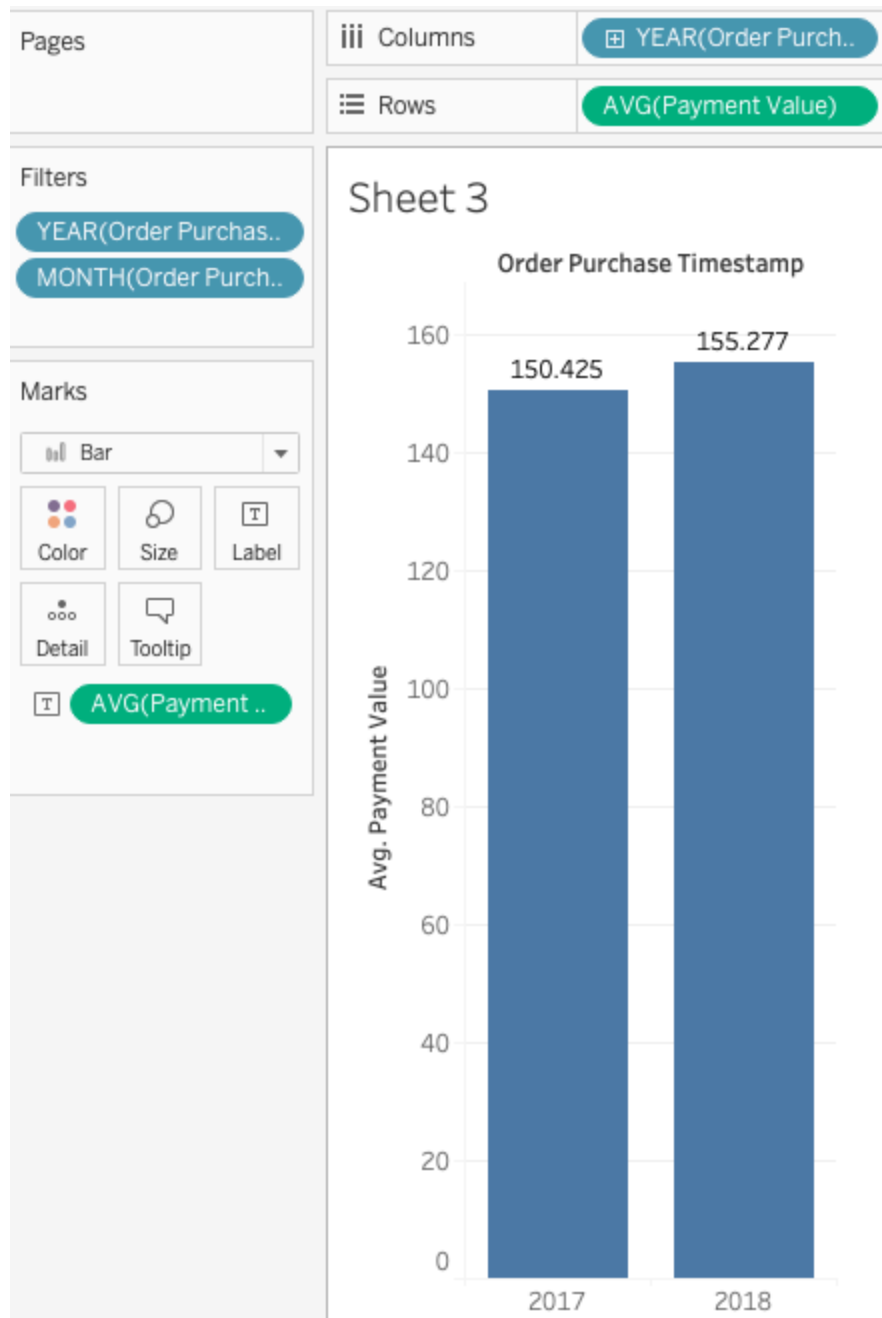 Pages
Columns
YEAR(Order Purch..
Rows
AVG(Payment Value)
Filters
YEAR(Order Purchas..
MONTH(Order Purch..
Marks
Bar
Color
Size
T
Label
Detail
Tooltip
T
AVG(Payment ..
Sheet 3
Order Purchase Timestamp
Avg. Payment Value
160
140
120
100
80
60
40
20
0
150.425
155.277
2017
2018